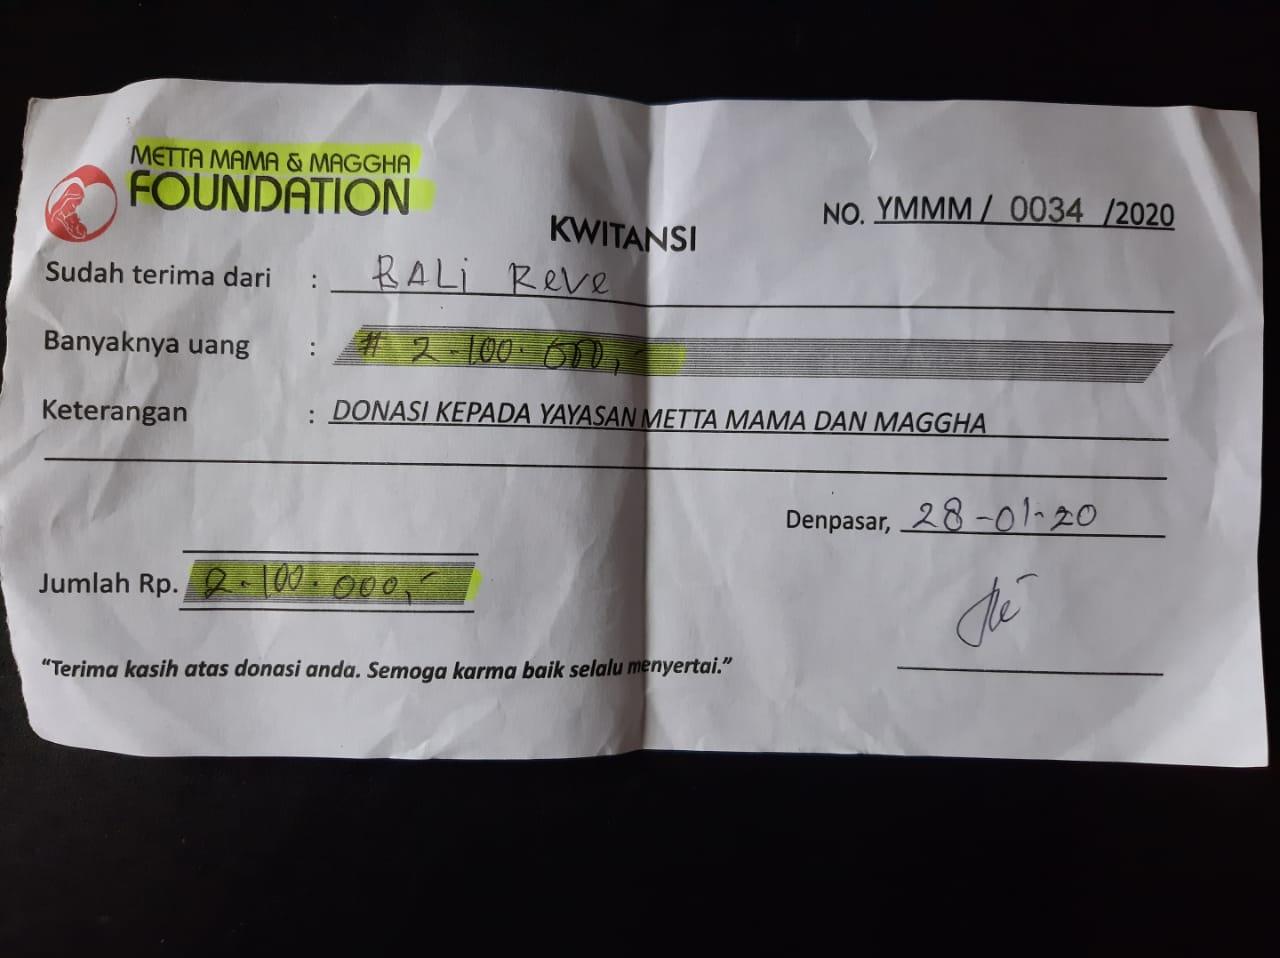 METTA MAMA & MAGGHA
FOUNDATION
KWITANSI
NO. YMMM / 0034 /2020
Sudah terima dari : BALi Reve
Banyaknya uang : # 2.100.000,-
Keterangan : DONASI KEPADA YAYASAN METTA MAMA DAN MAGGHA
Denpasar, 28-01-20
Jumlah Rp. 2.100.000,-
“Terima kasih atas donasi anda. Semoga karma baik selalu menyertai.”